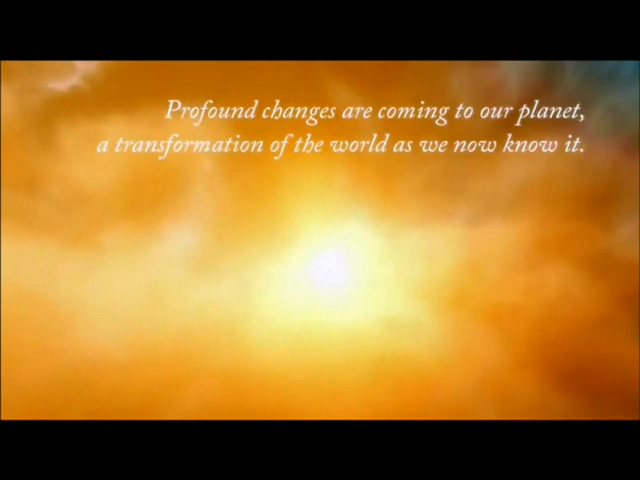 Profound changes are coming to our planet,
a transformation of the world as we now know it.